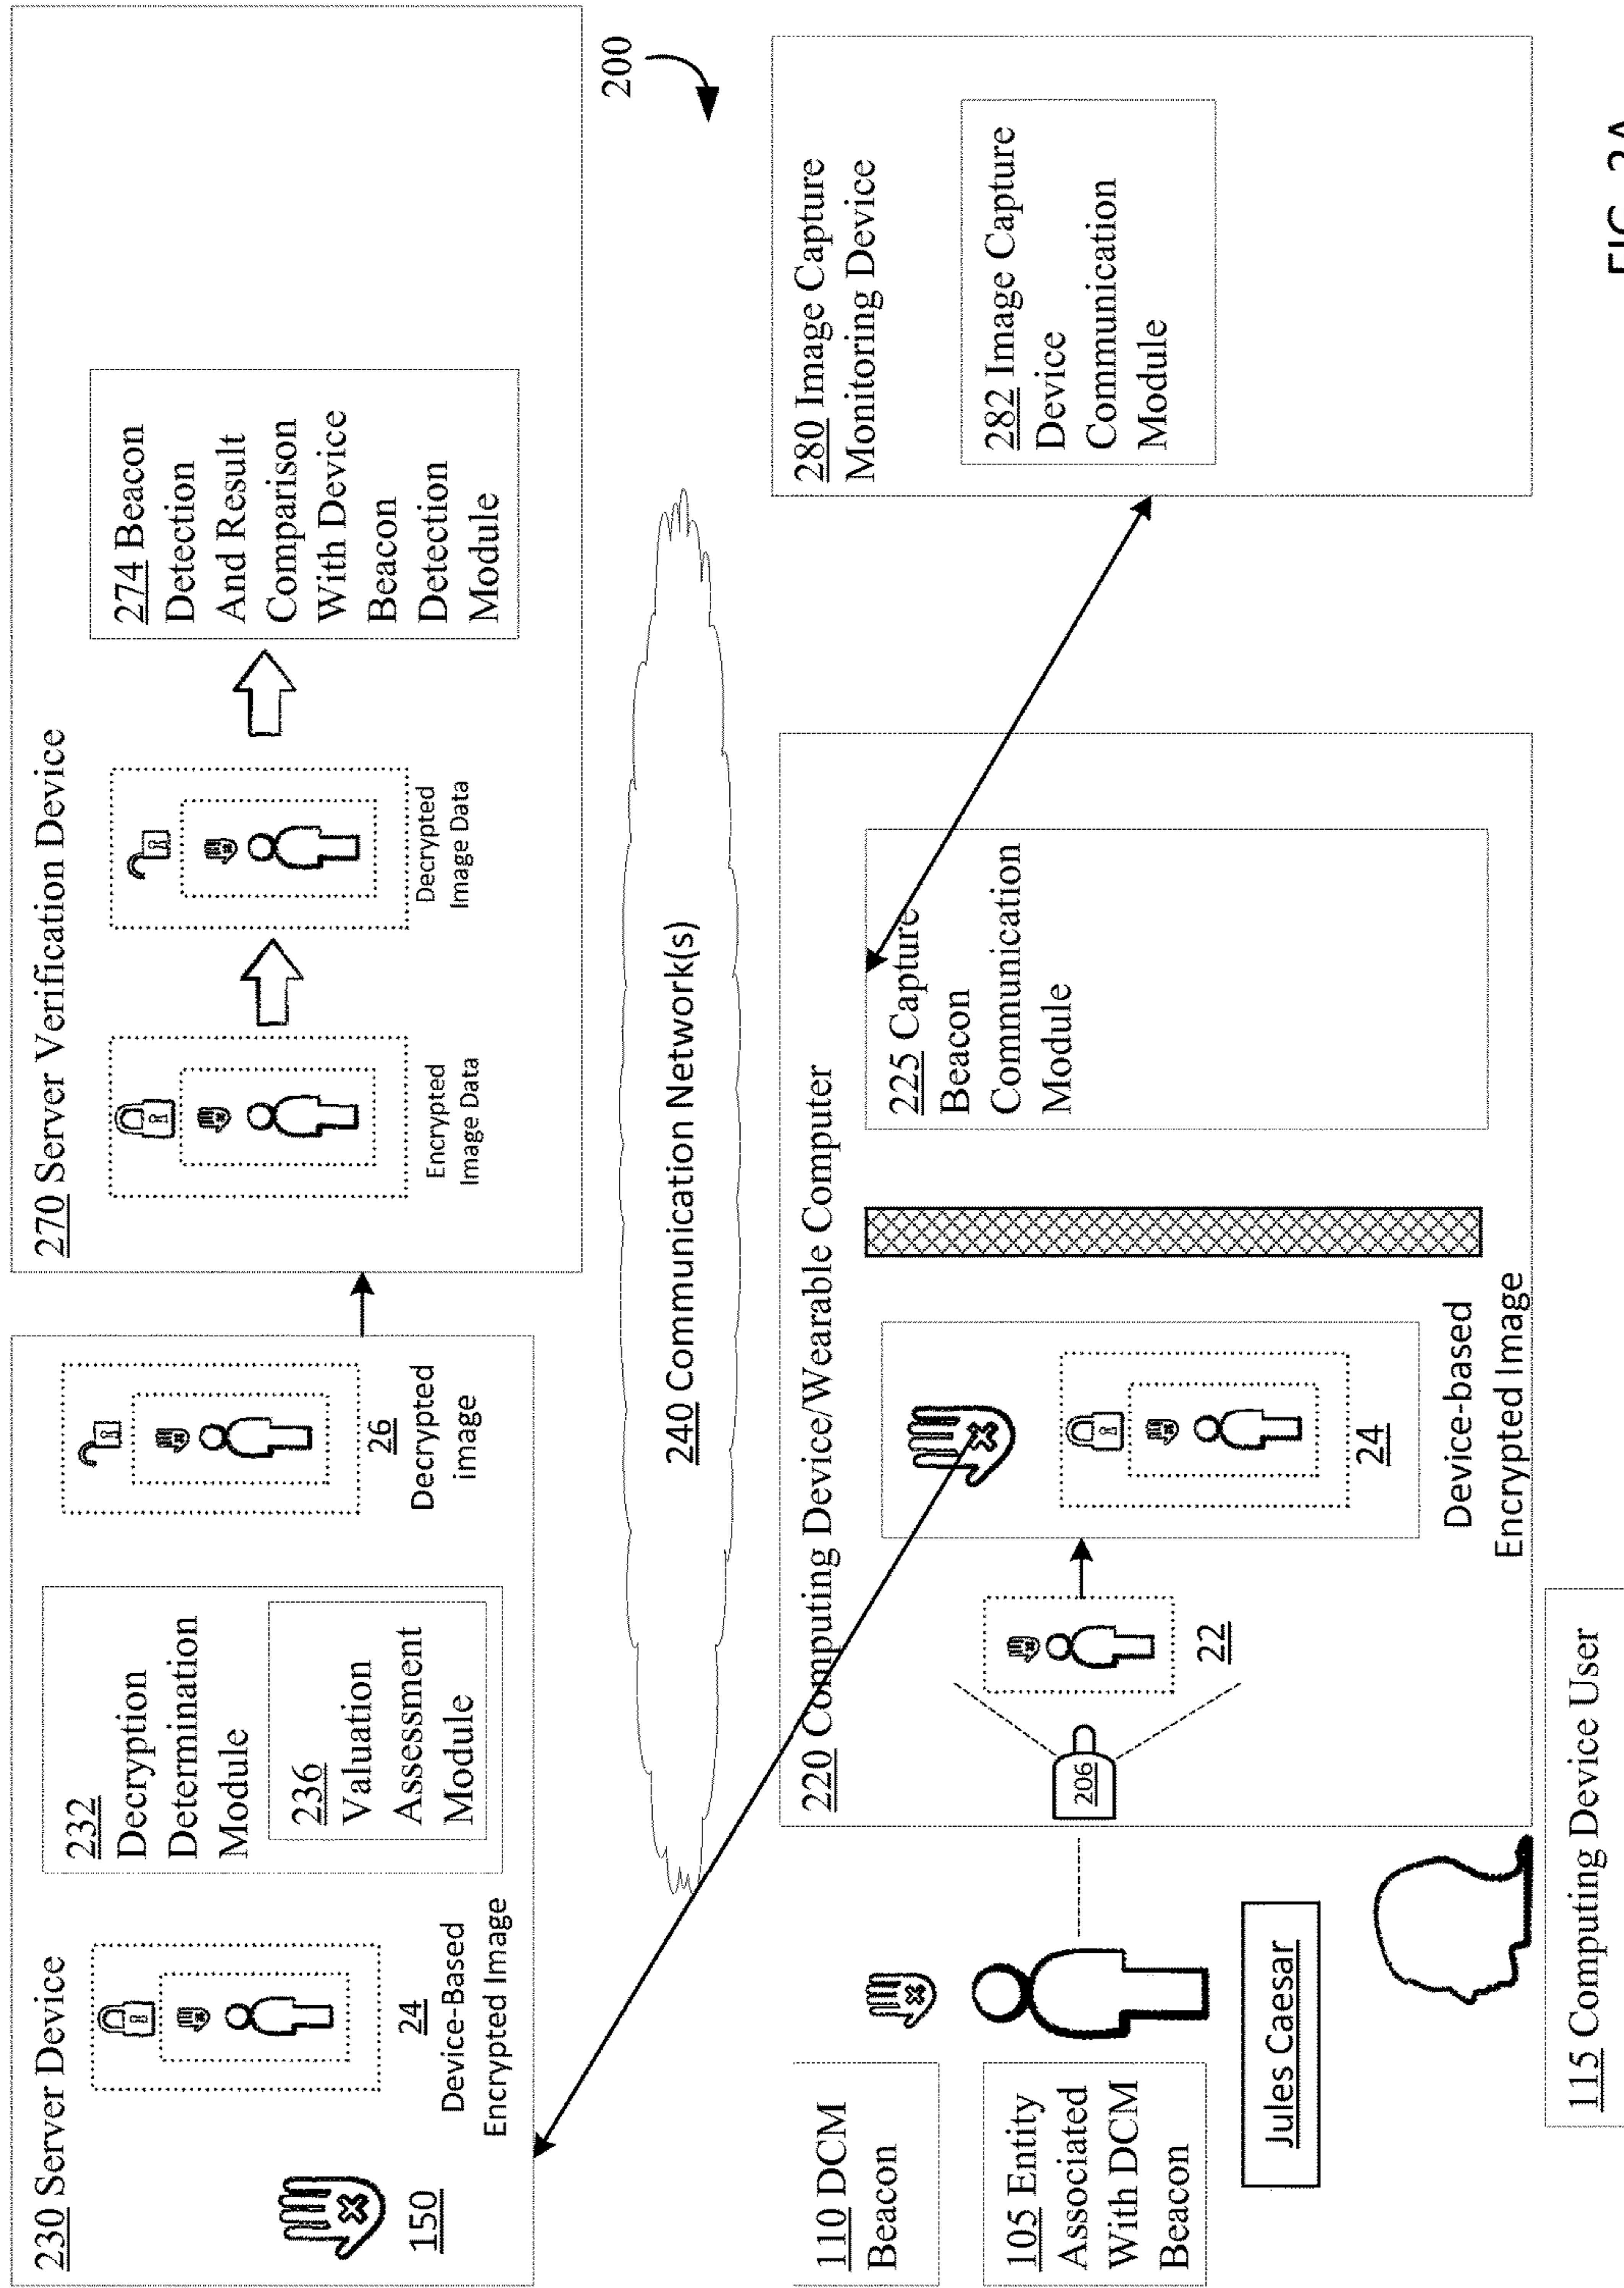 230 Server Device
150
24
Device-Based
Encrypted Image
232
Decryption
Determination
Module
236
Valuation
Assessment
Module
26
Decrypted
image
270 Server Verification Device
Encrypted
Image Data
Decrypted
Image Data
274 Beacon
Detection
And Result
Comparison
With Device
Beacon
Detection
Module
200
240 Communication Network(s)
110 DCM
Beacon
105 Entity
Associated
With DCM
Beacon
Jules Caesar
220 Computing Device/Wearable Computer
206
22
24
Device-based
Encrypted Image
225 Capture
Beacon
Communication
Module
280 Image Capture
Monitoring Device
282 Image Capture
Device
Communication
Module
115 Computing Device User
FIG. 2A